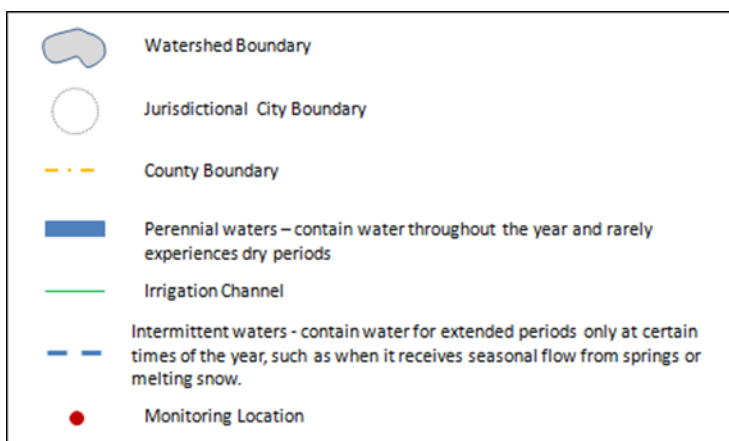 Watershed Boundary
Jurisdictional City Boundary
County Boundary
Perennial waters – contain water throughout the year and rarely
experiences dry periods
Irrigation Channel
Intermittent waters - contain water for extended periods only at certain
times of the year, such as when it receives seasonal flow from springs or
melting snow.
Monitoring Location